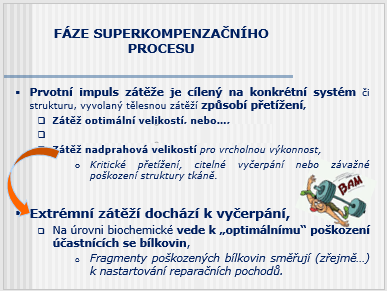 FÁZE SUPERKOMPENZAČNÍHO
PROCESU
Prvotní impuls zátěže je cílený na konkrétní systém či
strukturu, vyvolaný tělesnou zátěží způsobí přetížení,
Zátěž optimální velikostí, nebo….
Zátěž nadprahová velikostí pro vrcholnou výkonnost,
Kritické přetížení, citelné vyčerpání nebo závažné
poškození struktury tkáně.
BAM
Extrémní zátěží dochází k vyčerpání,
Na úrovni biochemické vede k „optimálnímu“ poškození
účastnících se bílkovin,
Fragmenty poškozených bílkovin směřují (zřejmě…)
k nastartování reparačních pochodů.